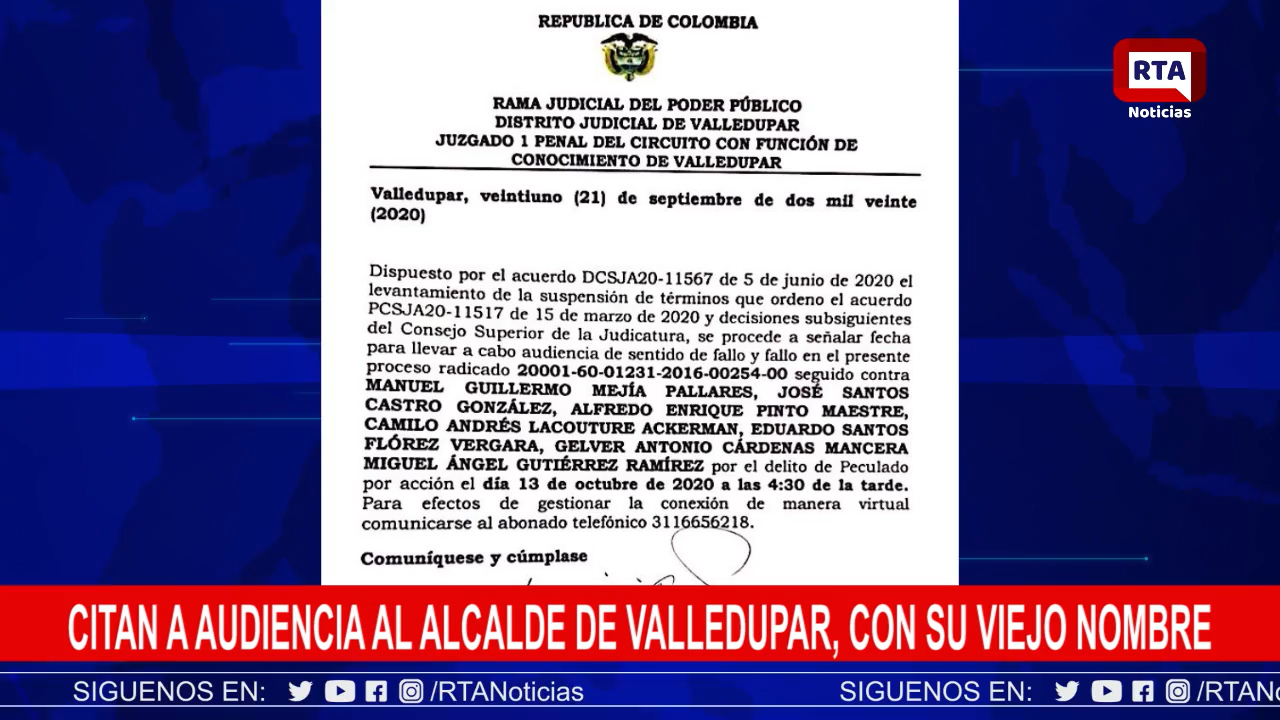 REPUBLICA DE COLOMBIA
RAMA JUDICIAL DEL PODER PÚBLICO
DISTRITO JUDICIAL DE VALLEDUPAR
JUZGADO 1 PENAL DEL CIRCUITO CON FUNCIÓN DE
CONOCIMIENTO DE VALLEDUPAR
RTA
Noticias
Valledupar, veintiuno (21) de septiembre de dos mil veinte
(2020)
Dispuesto por el acuerdo DCSJA20-11567 de 5 de junio de 2020 el
levantamiento de la suspensión de términos que ordeno el acuerdo
PCSJA20-11517 de 15 de marzo de 2020 y decisiones subsiguientes
del Consejo Superior de la Judicatura, se procede a señalar fecha
para llevar a cabo audiencia de sentido de fallo y fallo en el presente
proceso radicado 20001-60-01231-2016-00254-00 seguido contra
MANUEL GUILLERMO MEJÍA PALLARES, JOSÉ SANTOS
CASTRO GONZÁLEZ, ALFREDO ENRIQUE PINTO MAESTRE,
CAMILO ANDRÉS LACOUTURE ACKERMAN, EDUARDO SANTOS
FLÓREZ VERGARA, GELVER ANTONIO CÁRDENAS MANCERA
MIGUEL ÁNGEL GUTIÉRREZ RAMÍREZ por el delito de Peculado
por acción el día 13 de octubre de 2020 a las 4:30 de la tarde.
Para efectos de gestionar la conexión de manera virtual
comunicarse al abonado telefónico 3116656218.
Comuníquese y cúmplase
CITAN A AUDIENCIA AL ALCALDE DE VALLEDUPAR, CON SU VIEJO NOMBRE
SIGUENOS EN: /RTANoticias SIGUENOS EN: /RTANo